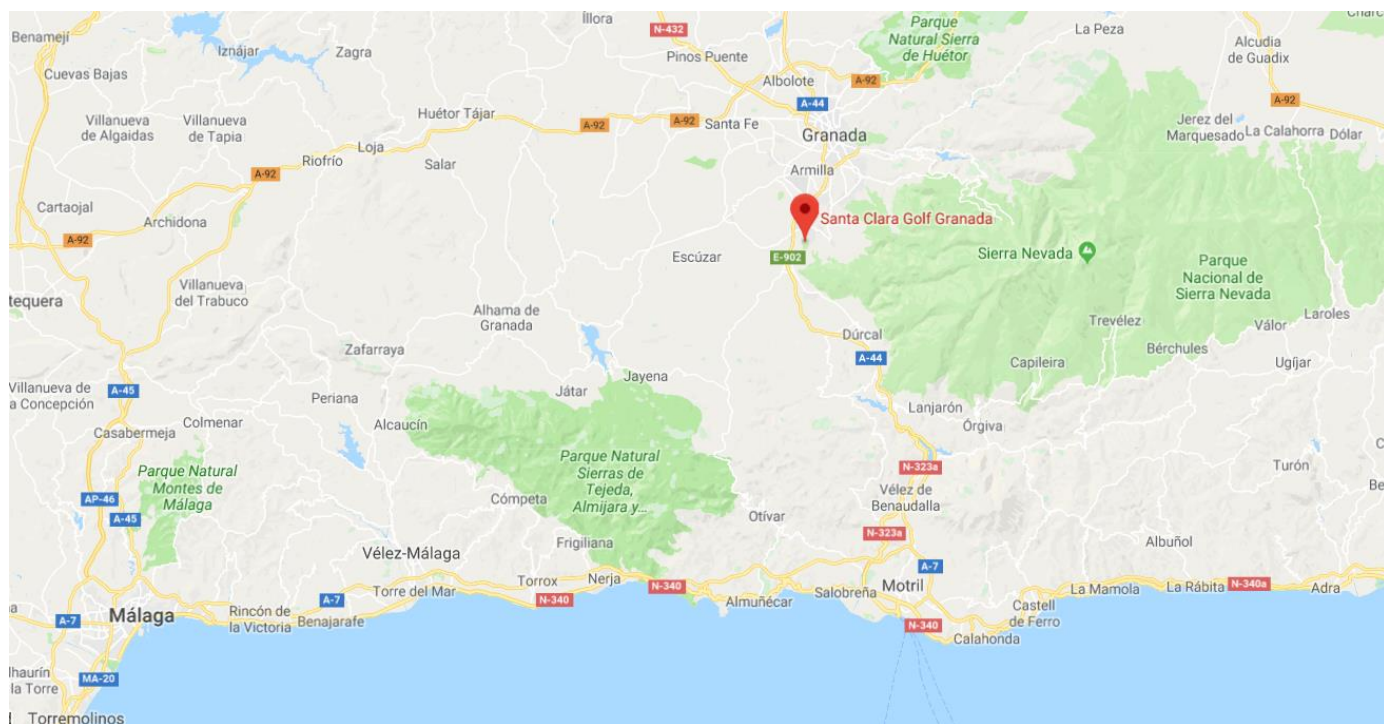 Íllora
N-432
Parque
Natural Sierra
de Huétor
La Peza
Benamejí
Iznájar
Zagra
Pinos Puente
Alcudia
de Guadix
Cuevas Bajas
Albolote
A-92
A-44
A-92
Huétor Tájar
Villanueva
de Algaidas
Villanueva
de Tapia
A-92
A-92
Santa Fe
Granada
Jerez del
Marquesado
La Calahorra
Dólar
Loja
Riofrío
Salar
Armilla
A-92
Cartaojal
Archidona
Santa Clara Golf Granada
A-92
E-902
Escúzar
Sierra Nevada
Parque
Nacional de
Sierra Nevada
Villanueva
del Trabuco
tequera
Alhama de
Granada
Trevélez
Válor
Laroles
Dúrcal
Zafarraya
A-44
Capileira
Bérchules
Ugíjar
Villanueva de
a Concepción
A-45
Játar
Jayena
Periana
Lanjarón
Órgiva
Colmenar
Alcaucín
Casabermeja
Parque Natural
Sierras de
Tejeda,
Almijara y...
Parque Natural
Montes de
Málaga
N-323a
Turón
AP-46
A-45
Cómpeta
Vélez de
Benaudalla
Otívar
N-323a
Albuñol
Frigiliana
Vélez-Málaga
A-7
Torrox
Nerja
N-340
Motril
La Mamola
La Rábita
N-340a
Adra
Torre del Mar
A-7
N-340
Almuñécar
Salobreña
Málaga
A-7
Rincón de
la Victoria
Benajarafe
Castell
de Ferro
N-340
Calahonda
lhaurín
la Torre
MA-20
Torremolinos